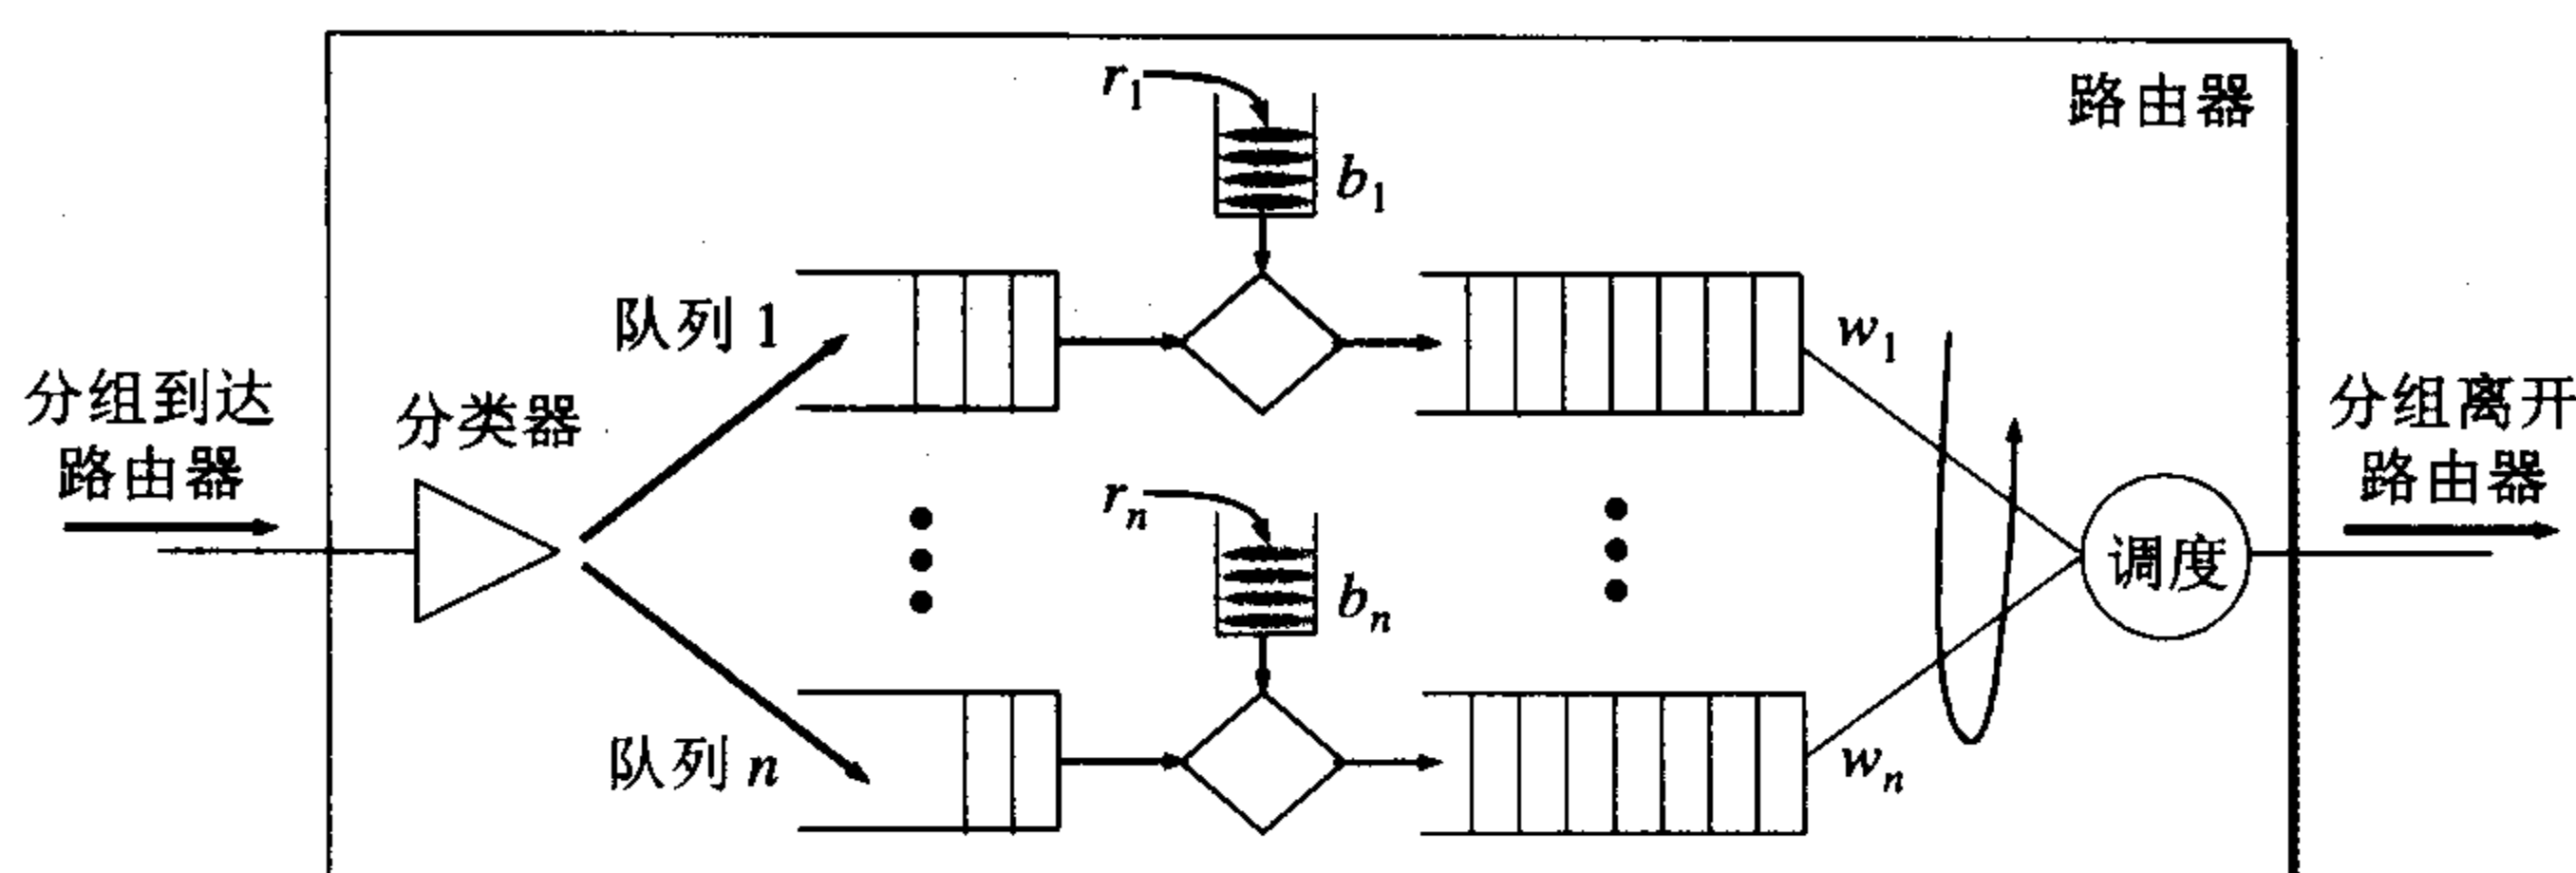 路由器
r₁
b₁
队列 1
w₁
分组到达
路由器
分类器
分组离开
路由器
rₙ
bₙ
调度
队列 n
wₙ